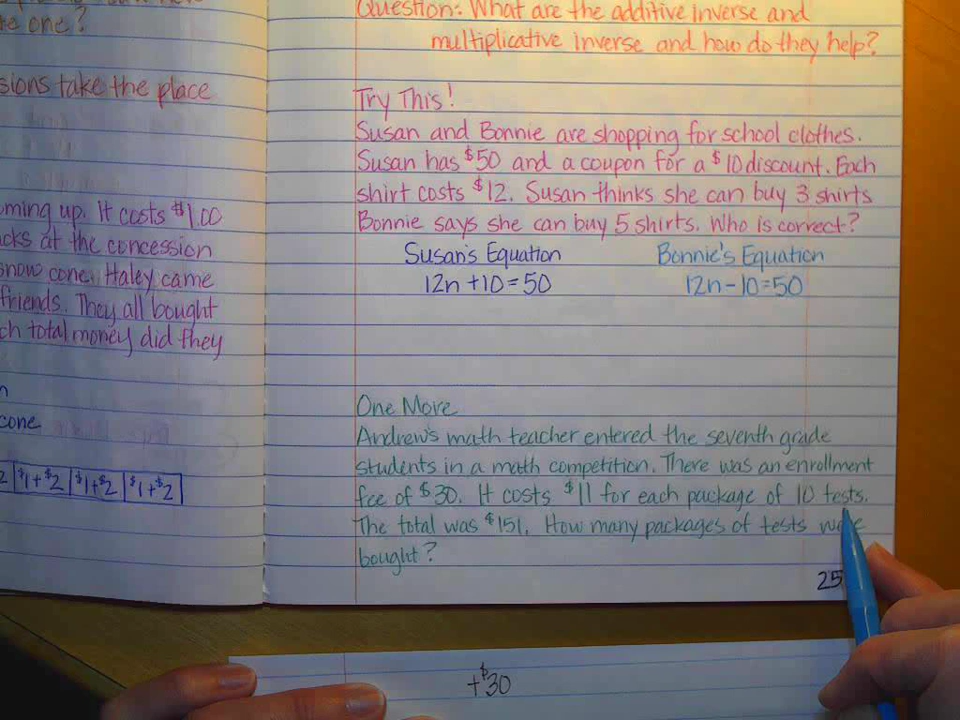 re one?
sions take the place
ming up. It costs $1.00
cks at the concession
snow cone. Haley came
friends. They all bought
ch total money did they
n
cone
2 $1+$2 $1+$2 $1+$2
Question: What are the additive inverse and
multiplicative inverse and how do they help?
Try This!
Susan and Bonnie are shopping for school clothes.
Susan has $50 and a coupon for a $10 discount. Each
shirt costs $12. Susan thinks she can buy 3 shirts
Bonnie says she can buy 5 shirts. Who is correct?
Susan's Equation Bonnie's Equation
12n+10=50 12n-10=50
One More
Andrew's math teacher entered the seventh grade
students in a math competition. There was an enrollment
fee of $30. It costs $11 for each package of 10 tests.
The total was $151. How many packages of tests were
bought?
25
+$30